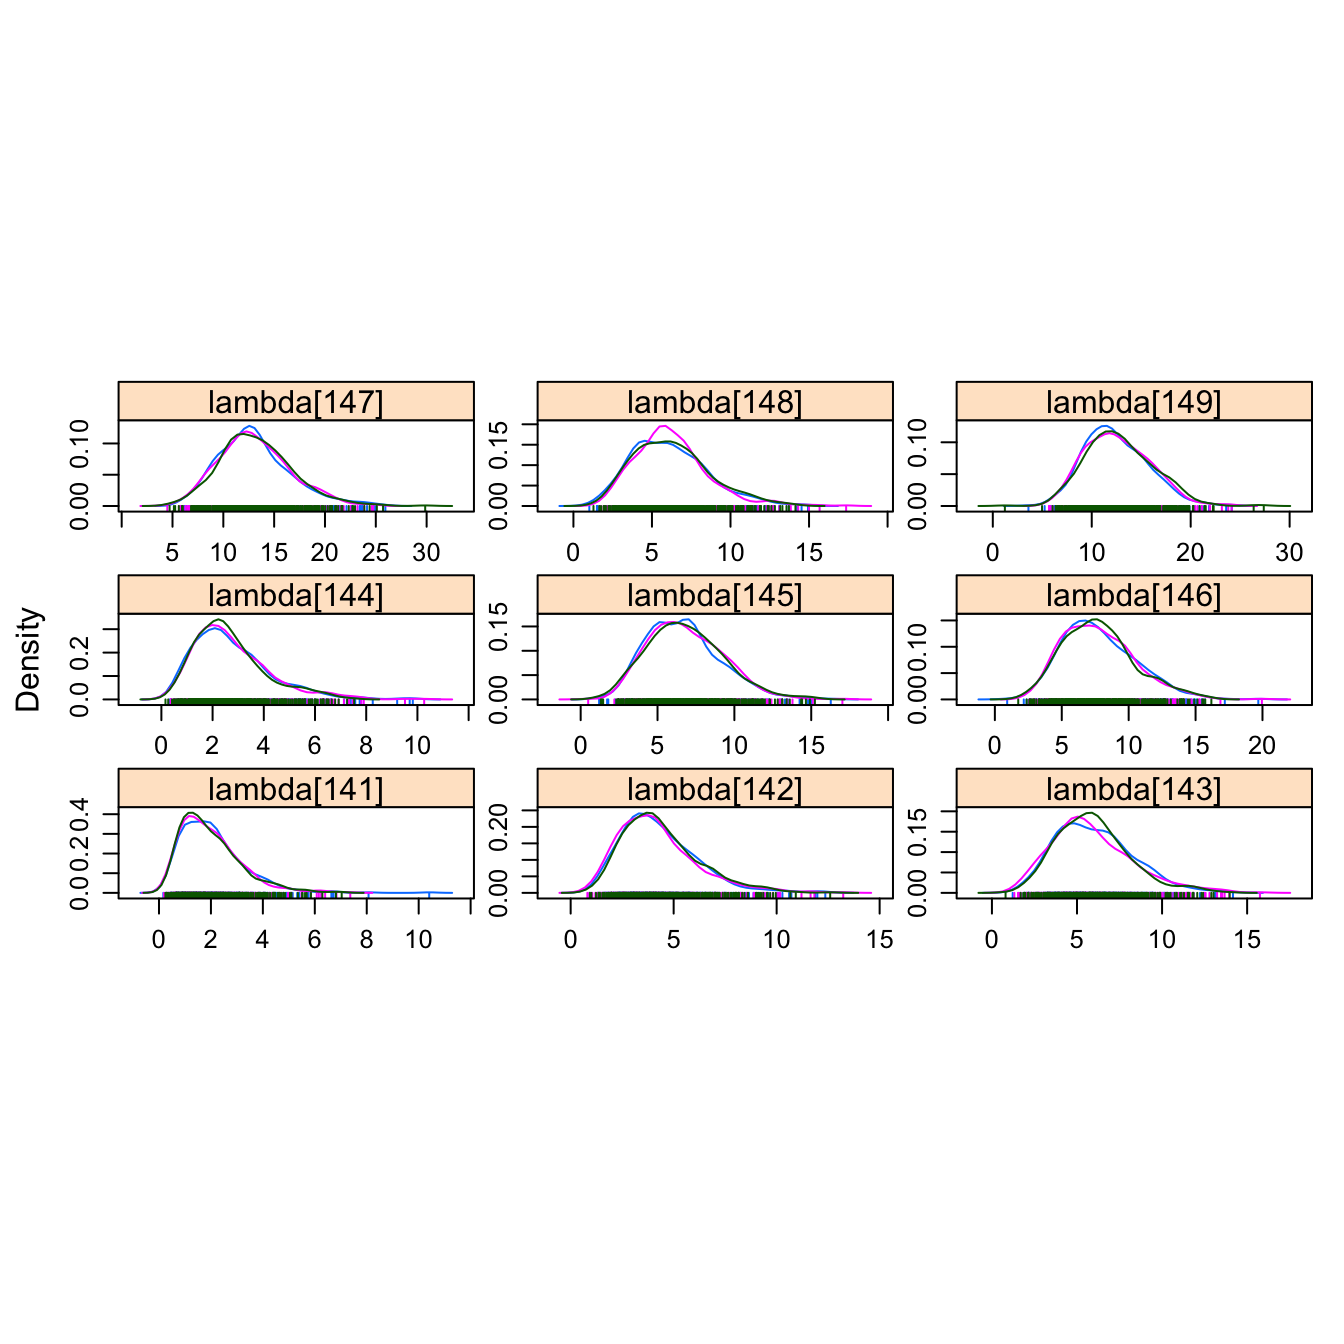 lambda[147] lambda[148] lambda[149]
0.00 0.10 0.00 0.15 0.00 0.10
5 10 15 20 25 30 0 5 10 15 0 10 20 30
lambda[144] lambda[145] lambda[146]
Density
0.0 0.2 0.00 0.15 0.00 0.10
0 2 4 6 8 10 0 5 10 15 0 5 10 15 20
lambda[141] lambda[142] lambda[143]
0.0 0.2 0.4 0.00 0.20 0.00 0.15
0 2 4 6 8 10 0 5 10 15 0 5 10 15